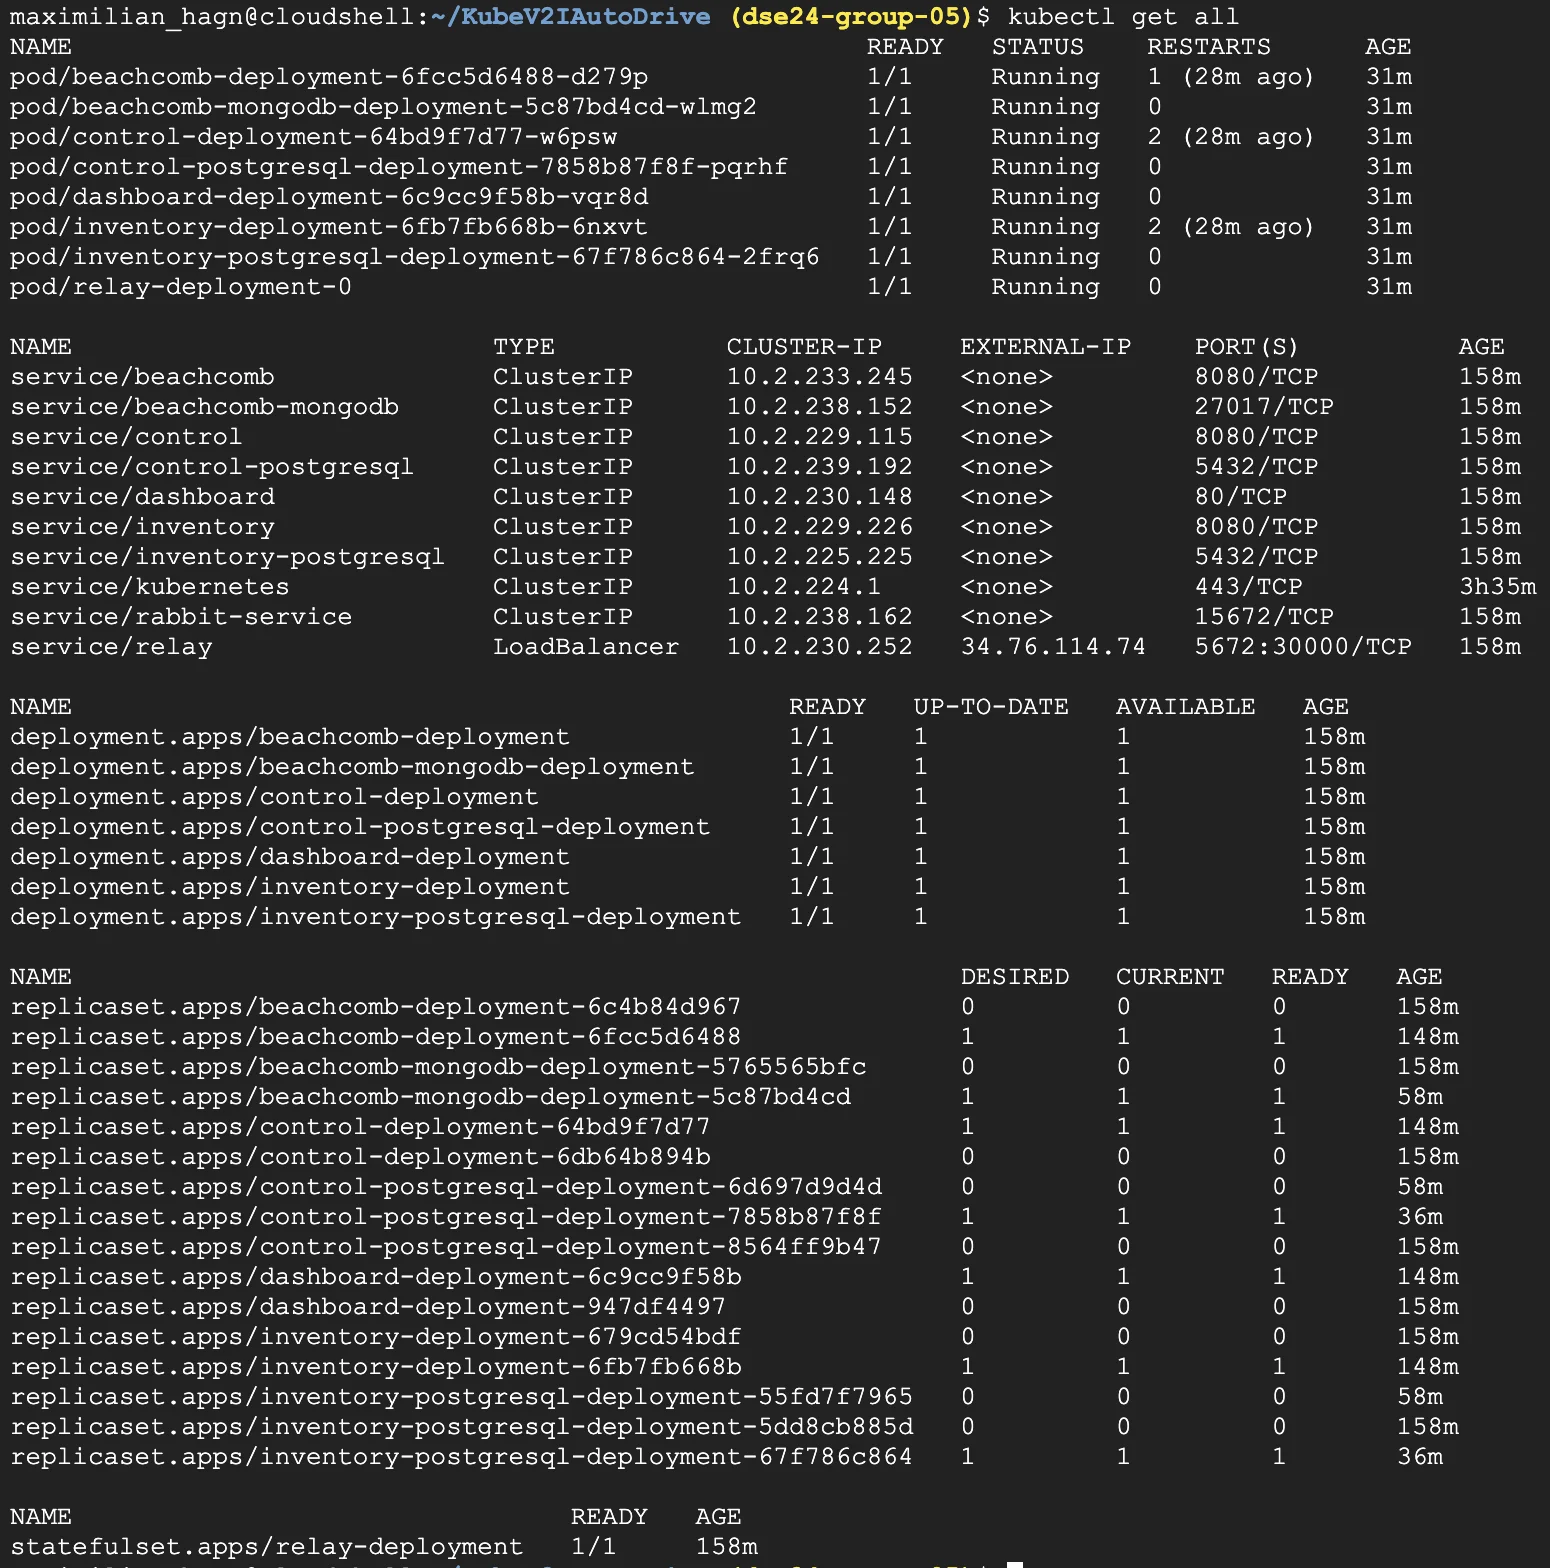 maximilian_hagn@cloudshell:~/KubeV2IAutoDrive (dse24-group-05)$ kubectl get all
NAME READY STATUS RESTARTS AGE
pod/beachcomb-deployment-6fcc5d6488-d279p 1/1 Running 1 (28m ago) 31m
pod/beachcomb-mongodb-deployment-5c87bd4cd-wlmg2 1/1 Running 0 31m
pod/control-deployment-64bd9f7d77-w6psw 1/1 Running 2 (28m ago) 31m
pod/control-postgresql-deployment-7858b87f8f-pqrhf 1/1 Running 0 31m
pod/dashboard-deployment-6c9cc9f58b-vqr8d 1/1 Running 0 31m
pod/inventory-deployment-6fb7fb668b-6nxvt 1/1 Running 2 (28m ago) 31m
pod/inventory-postgresql-deployment-67f786c864-2frq6 1/1 Running 0 31m
pod/relay-deployment-0 1/1 Running 0 31m
NAME TYPE CLUSTER-IP EXTERNAL-IP PORT(S) AGE
service/beachcomb ClusterIP 10.2.233.245 <none> 8080/TCP 158m
service/beachcomb-mongodb ClusterIP 10.2.238.152 <none> 27017/TCP 158m
service/control ClusterIP 10.2.229.115 <none> 8080/TCP 158m
service/control-postgresql ClusterIP 10.2.239.192 <none> 5432/TCP 158m
service/dashboard ClusterIP 10.2.230.148 <none> 80/TCP 158m
service/inventory ClusterIP 10.2.229.226 <none> 8080/TCP 158m
service/inventory-postgresql ClusterIP 10.2.225.225 <none> 5432/TCP 158m
service/kubernetes ClusterIP 10.2.224.1 <none> 443/TCP 3h35m
service/rabbit-service ClusterIP 10.2.238.162 <none> 15672/TCP 158m
service/relay LoadBalancer 10.2.230.252 34.76.114.74 5672:30000/TCP 158m
NAME READY UP-TO-DATE AVAILABLE AGE
deployment.apps/beachcomb-deployment 1/1 1 1 158m
deployment.apps/beachcomb-mongodb-deployment 1/1 1 1 158m
deployment.apps/control-deployment 1/1 1 1 158m
deployment.apps/control-postgresql-deployment 1/1 1 1 158m
deployment.apps/dashboard-deployment 1/1 1 1 158m
deployment.apps/inventory-deployment 1/1 1 1 158m
deployment.apps/inventory-postgresql-deployment 1/1 1 1 158m
NAME DESIRED CURRENT READY AGE
replicaset.apps/beachcomb-deployment-6c4b84d967 0 0 0 158m
replicaset.apps/beachcomb-deployment-6fcc5d6488 1 1 1 148m
replicaset.apps/beachcomb-mongodb-deployment-5765565bfc 0 0 0 158m
replicaset.apps/beachcomb-mongodb-deployment-5c87bd4cd 1 1 1 58m
replicaset.apps/control-deployment-64bd9f7d77 1 1 1 148m
replicaset.apps/control-deployment-6db64b894b 0 0 0 158m
replicaset.apps/control-postgresql-deployment-6d697d9d4d 0 0 0 58m
replicaset.apps/control-postgresql-deployment-7858b87f8f 1 1 1 36m
replicaset.apps/control-postgresql-deployment-8564ff9b47 0 0 0 158m
replicaset.apps/dashboard-deployment-6c9cc9f58b 1 1 1 148m
replicaset.apps/dashboard-deployment-947df4497 0 0 0 158m
replicaset.apps/inventory-deployment-679cd54bdf 0 0 0 158m
replicaset.apps/inventory-deployment-6fb7fb668b 1 1 1 148m
replicaset.apps/inventory-postgresql-deployment-55fd7f7965 0 0 0 58m
replicaset.apps/inventory-postgresql-deployment-5dd8cb885d 0 0 0 158m
replicaset.apps/inventory-postgresql-deployment-67f786c864 1 1 1 36m
NAME READY AGE
statefulset.apps/relay-deployment 1/1 158m